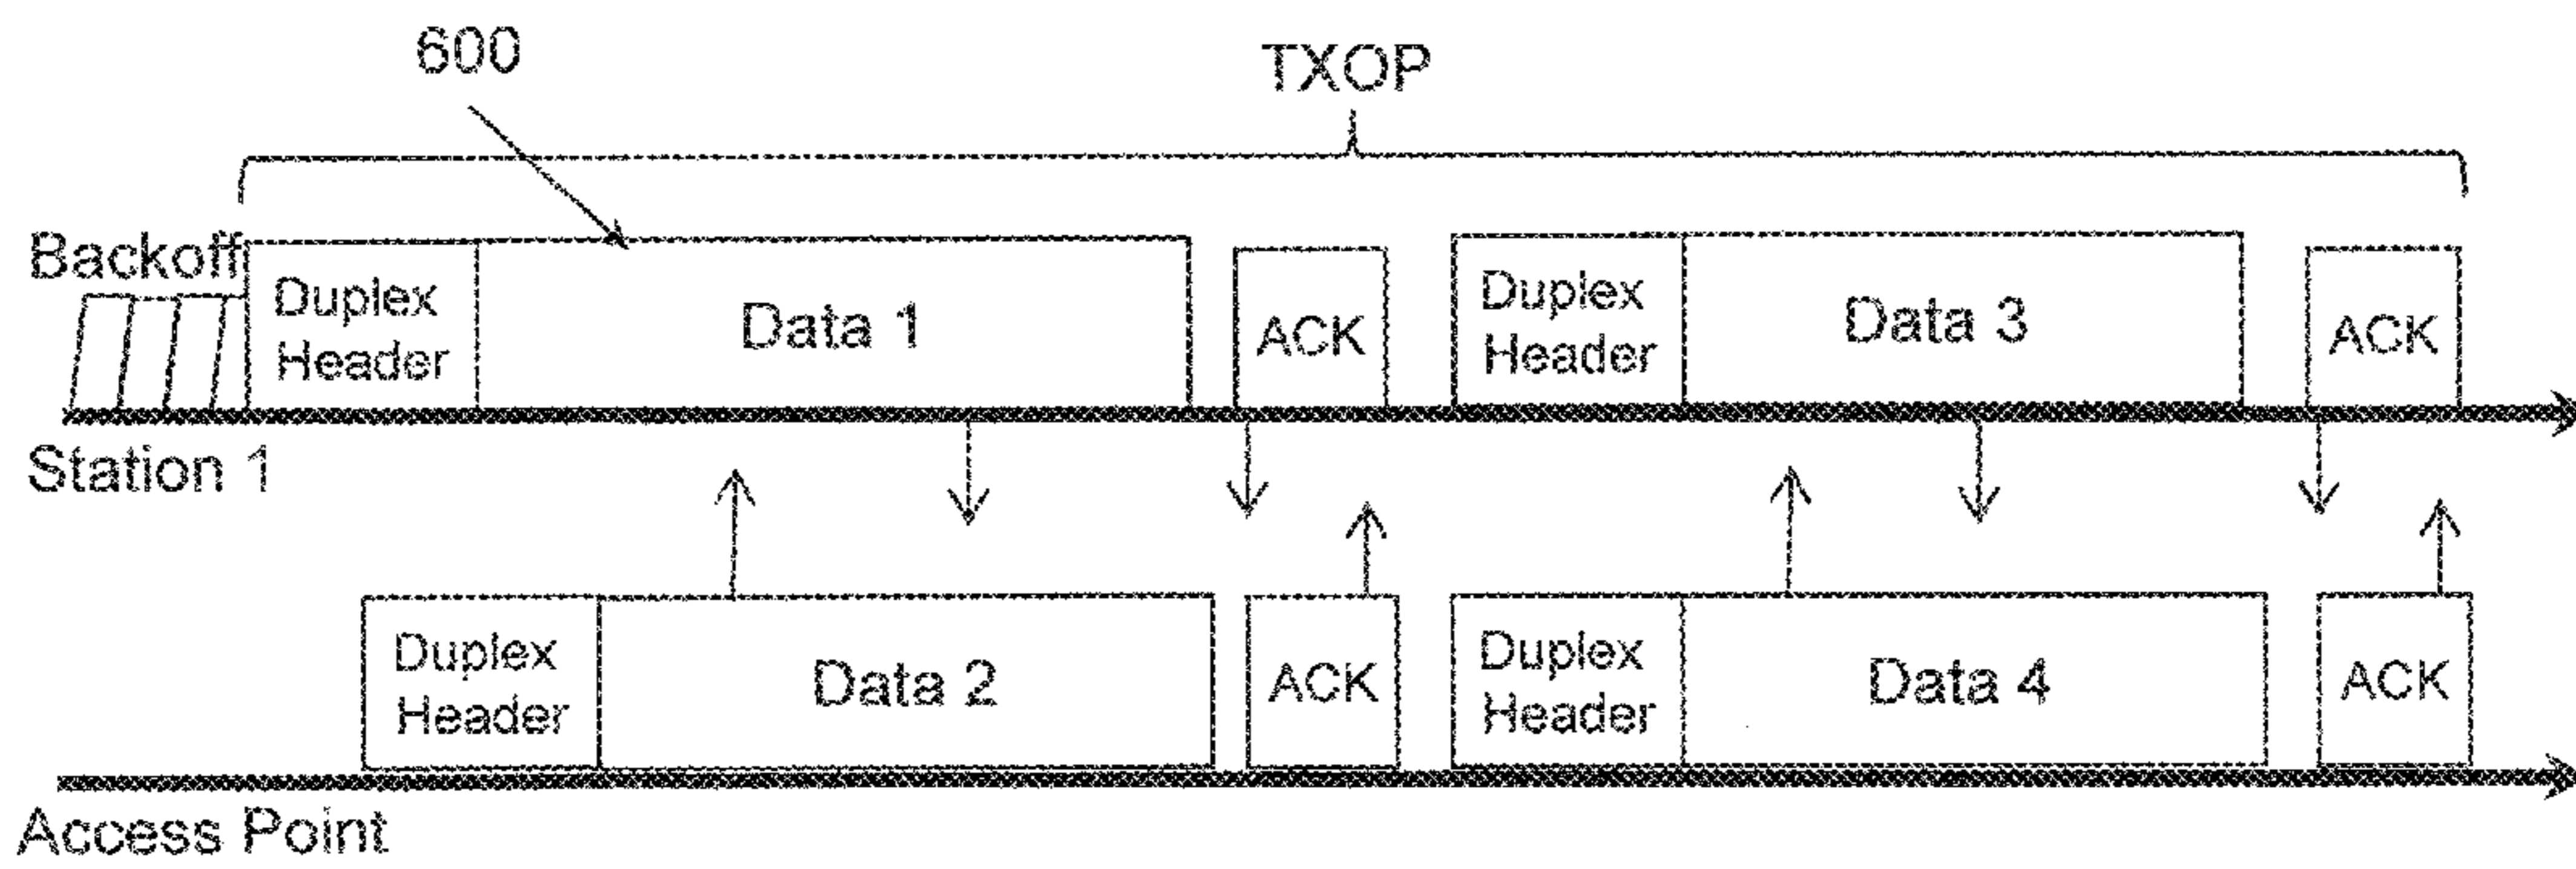 600
TXOP
Backoff
Duplex
Header
Data 1
ACK
Duplex
Header
Data 3
ACK
Station 1
Duplex
Header
Data 2
ACK
Duplex
Header
Data 4
ACK
Access Point